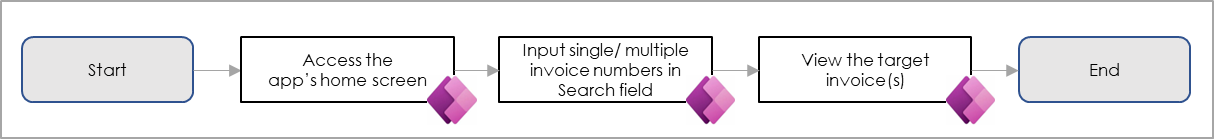 Start
Access the
app's home screen
Input single/ multiple
invoice numbers in
Search field
View the target
invoice(s)
End